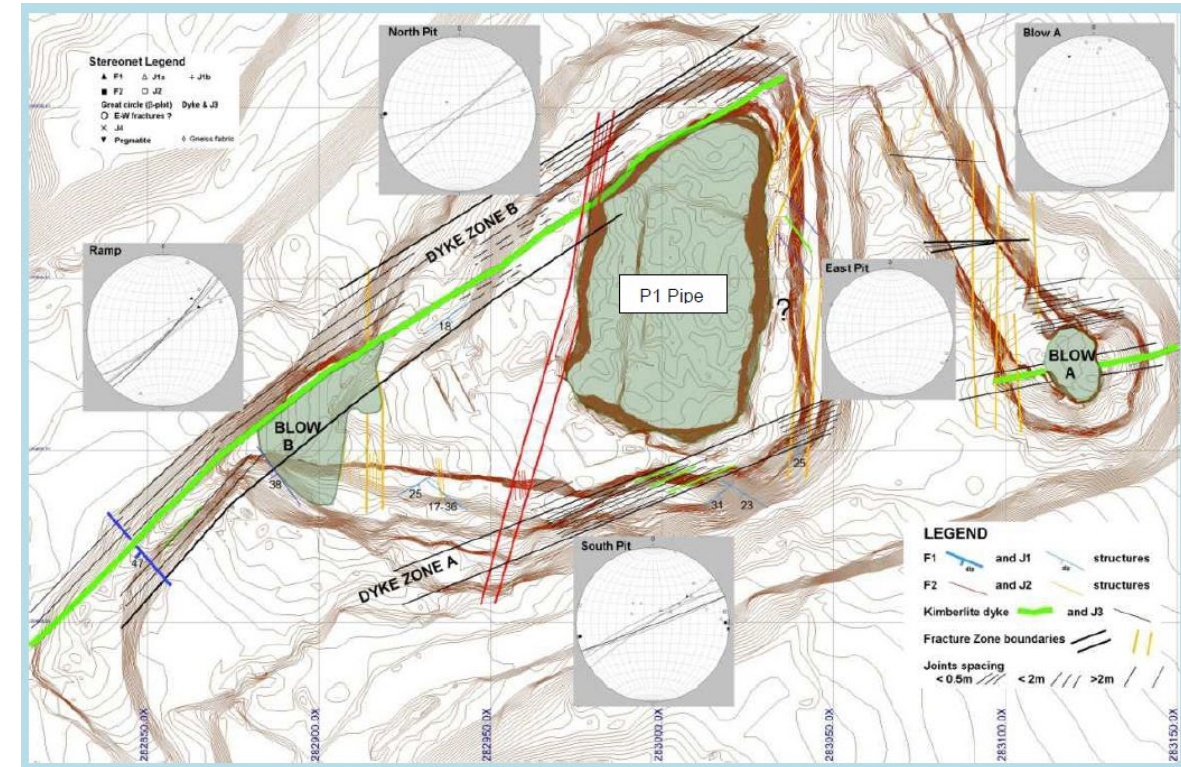 North Pit
Blow A
Stereonet Legend
▲ F1 △ J1a + J1b
■ F2 □ J2
Great circle (β-plot) Dyke & J3
E-W fractures ?
✕ J4
▼ Pegmatite ◊ Gneiss fabric
DYKE ZONE B
Ramp
East Pit
P1 Pipe
?
18
BLOW
A
BLOW
B
38
25
25
17-36
31
23
47
DYKE ZONE A
South Pit
LEGEND
F1 and J1 structures
F2 and J2 structures
Kimberlite dyke and J3
Fracture Zone boundaries
Joints spacing
< 0.5m < 2m >2m
282850.0X
282900.0X
282950.0X
283000.0X
283050.0X
283100.0X
283150.0X